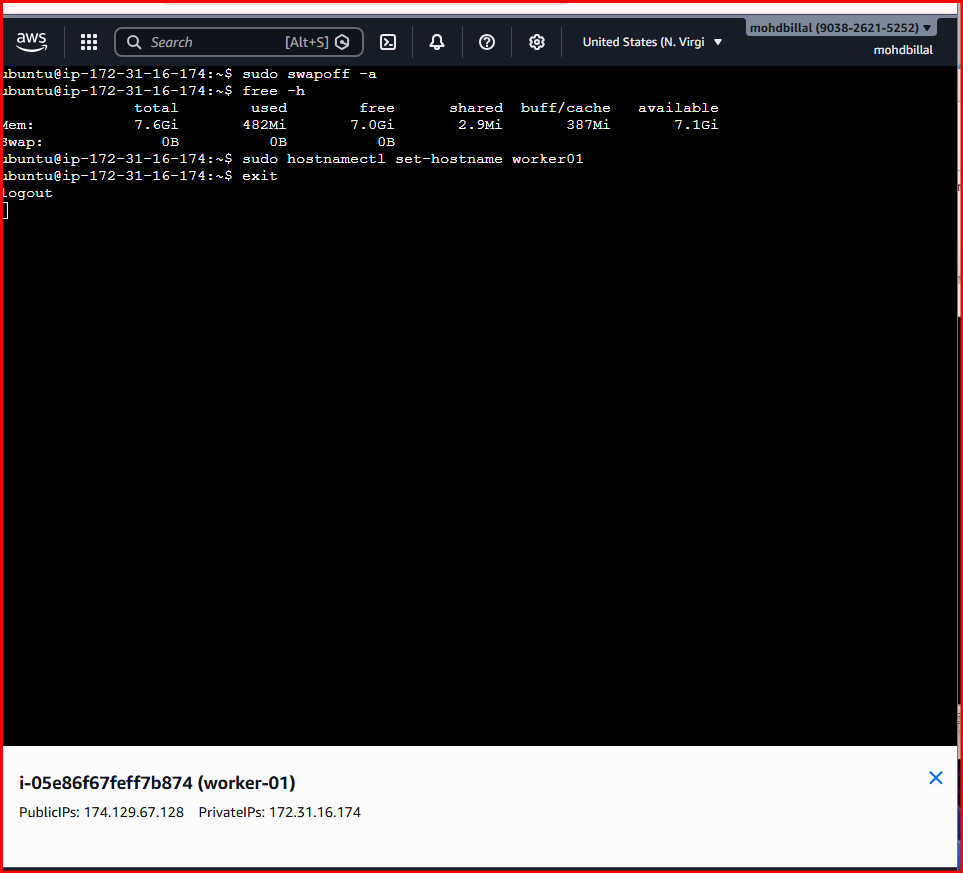 aws
Search [Alt+S]
United States (N. Virgi
mohdbillal (9038-2621-5252)
mohdbillal
ubuntu@ip-172-31-16-174:~$ sudo swapoff -a
ubuntu@ip-172-31-16-174:~$ free -h
total used free shared buff/cache available
Mem: 7.6Gi 482Mi 7.0Gi 2.9Mi 387Mi 7.1Gi
Swap: 0B 0B 0B
ubuntu@ip-172-31-16-174:~$ sudo hostnamectl set-hostname worker01
ubuntu@ip-172-31-16-174:~$ exit
logout
i-05e86f67feff7b874 (worker-01)
PublicIPs: 174.129.67.128 PrivateIPs: 172.31.16.174